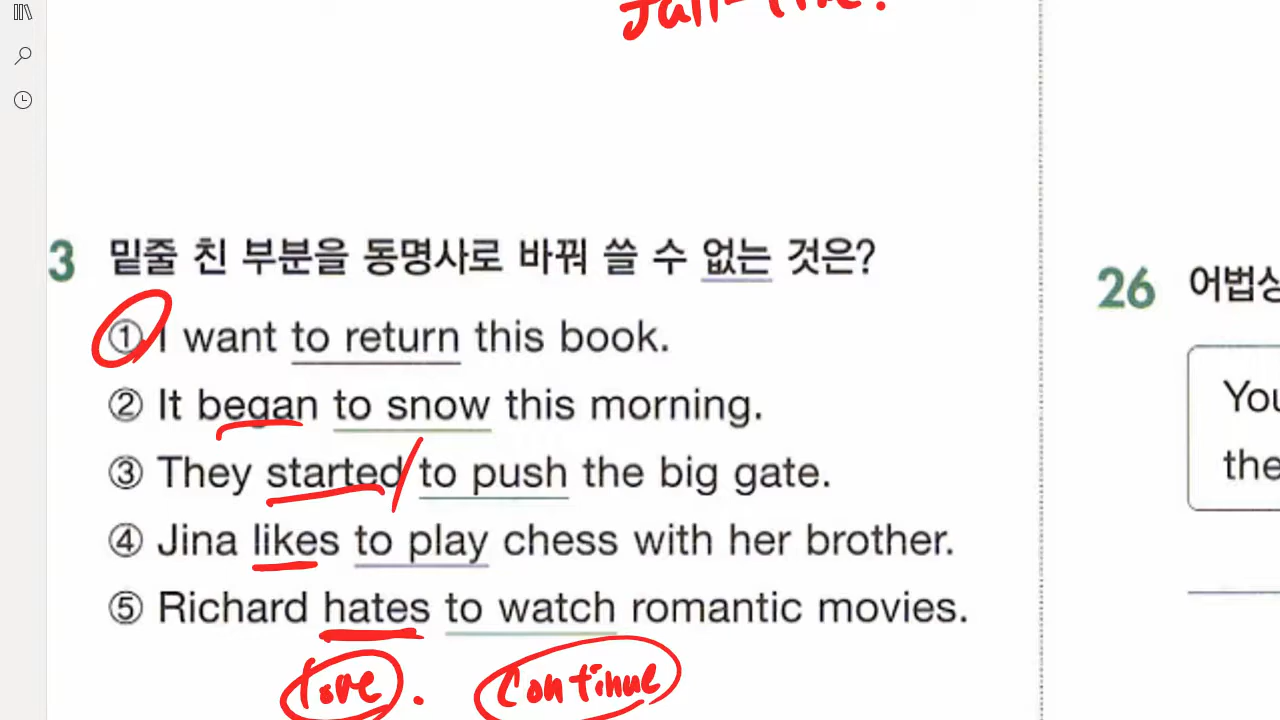 3 밑줄 친 부분을 동명사로 바꿔 쓸 수 없는 것은?
① I want to return this book.
② It began to snow this morning.
③ They started to push the big gate.
④ Jina likes to play chess with her brother.
⑤ Richard hates to watch romantic movies.
love. Continue
26 어법상
You
the